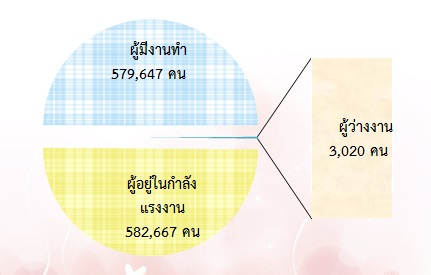 ผู้มีงานทำ
579,647 คน
ผู้ว่างงาน
3,020 คน
ผู้อยู่ในกำลัง
แรงงาน
582,667 คน